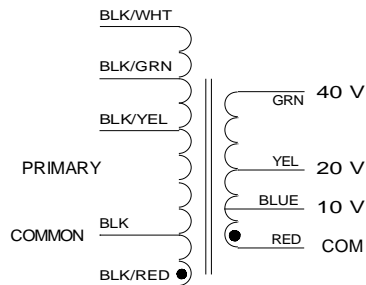 BLK/WHT
BLK/GRN
GRN 40 V
BLK/YEL
PRIMARY
YEL 20 V
BLUE 10 V
COMMON BLK
RED COM
BLK/RED